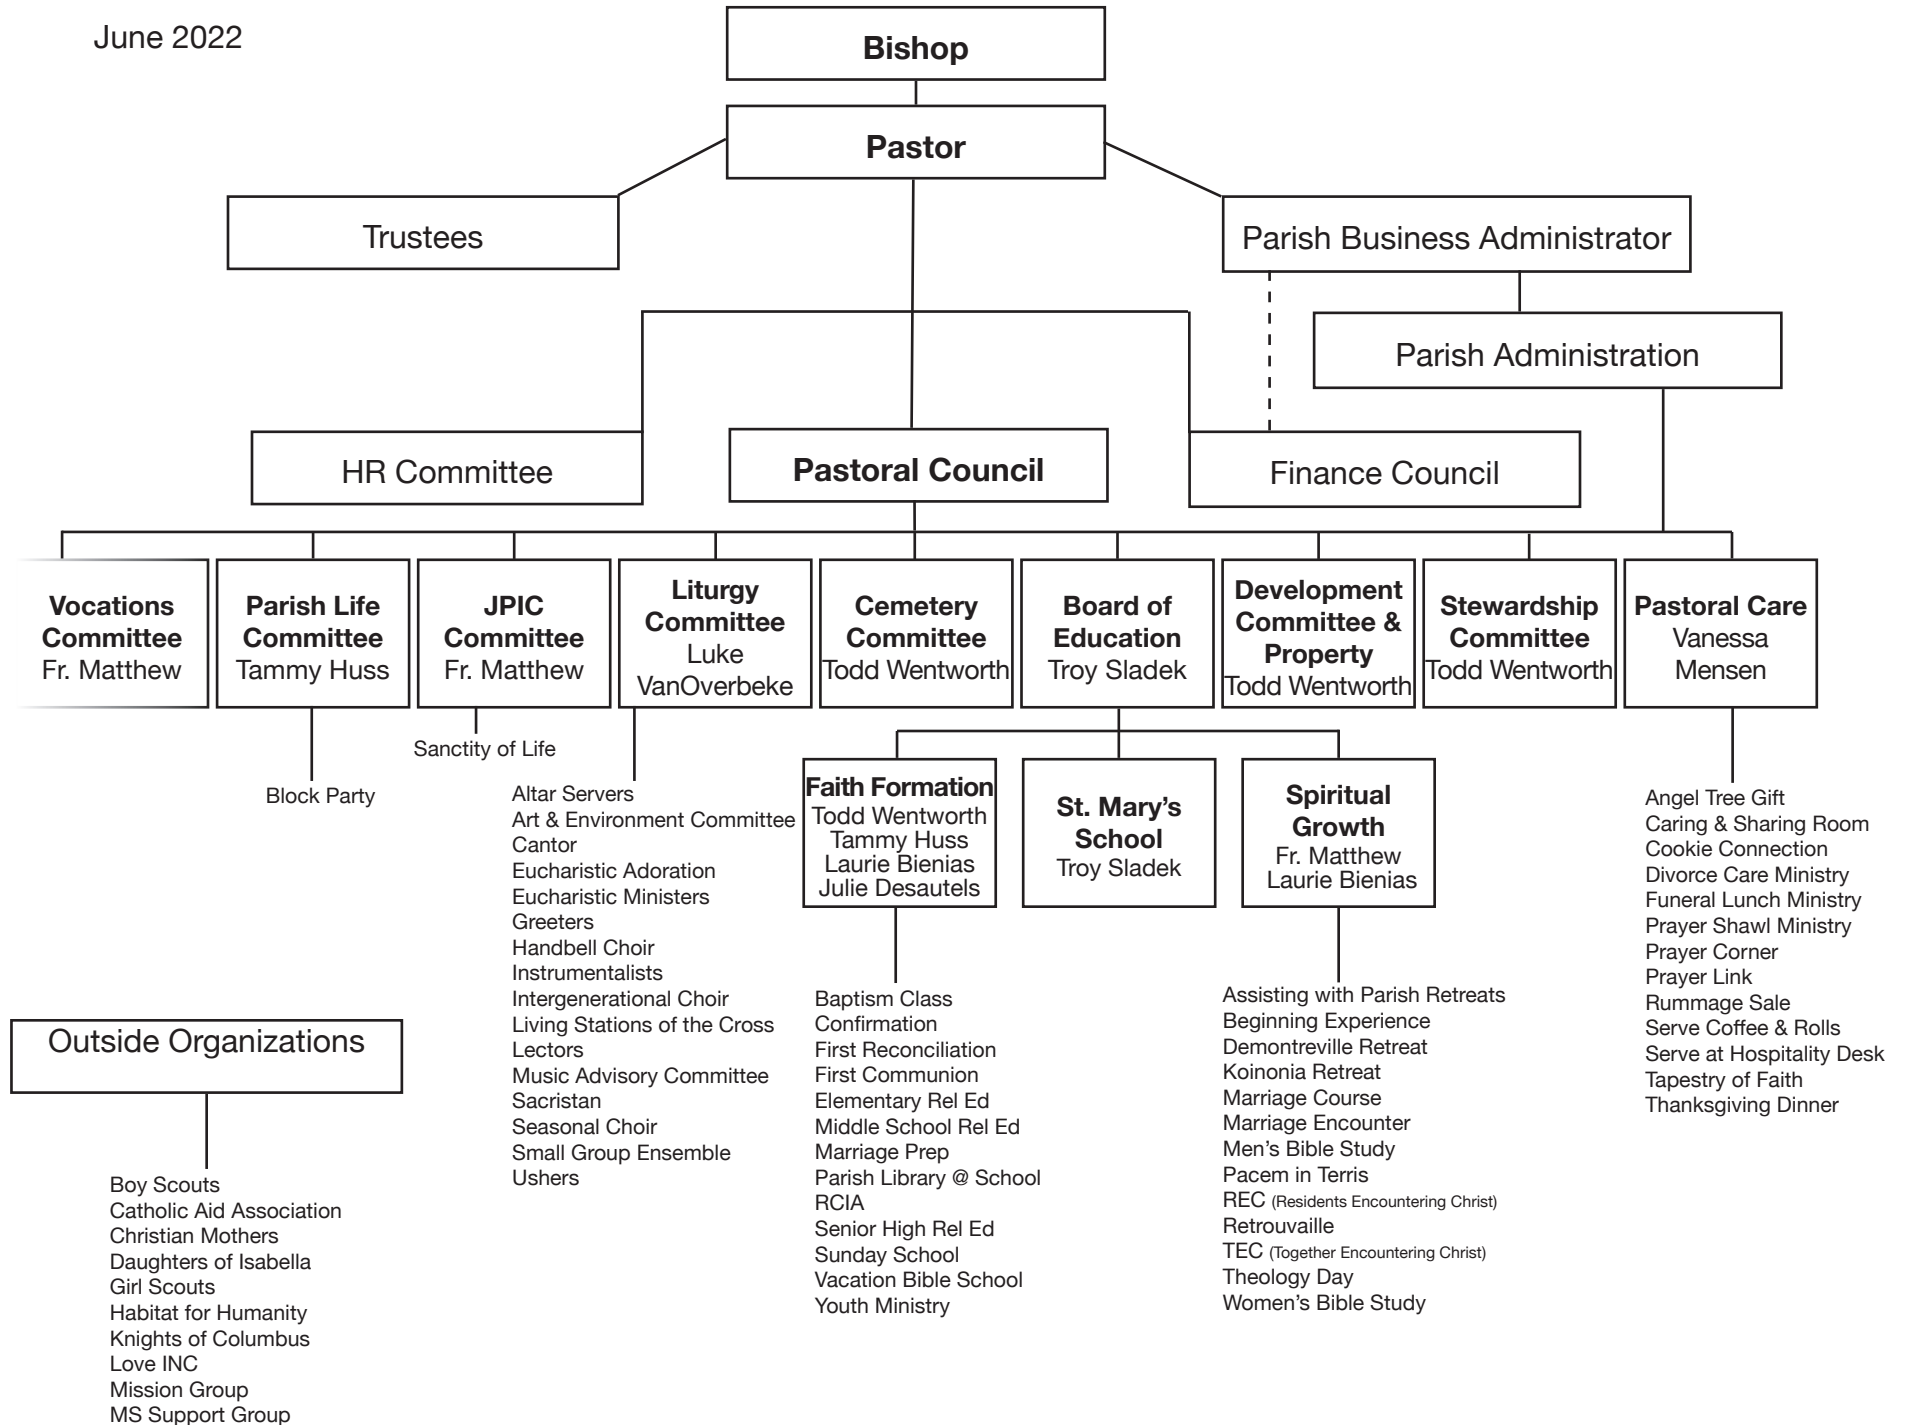 June 2022
Bishop
Pastor
Trustees
Parish Business Administrator
Parish Administration
HR Committee
Pastoral Council
Finance Council
Vocations
Committee
Fr. Matthew
Parish Life
Committee
Tammy Huss
JPIC
Committee
Fr. Matthew
Liturgy
Committee
Luke
VanOverbeke
Cemetery
Committee
Todd Wentworth
Board of
Education
Troy Sladek
Development
Committee &
Property
Todd Wentworth
Stewardship
Committee
Todd Wentworth
Pastoral Care
Vanessa
Mensen
Block Party
Sanctity of Life
Altar Servers
Art & Environment Committee
Cantor
Eucharistic Adoration
Eucharistic Ministers
Greeters
Handbell Choir
Instrumentalists
Intergenerational Choir
Living Stations of the Cross
Lectors
Music Advisory Committee
Sacristan
Seasonal Choir
Small Group Ensemble
Ushers
Faith Formation
Todd Wentworth
Tammy Huss
Laurie Bienias
Julie Desautels
St. Mary’s
School
Troy Sladek
Spiritual
Growth
Fr. Matthew
Laurie Bienias
Baptism Class
Confirmation
First Reconciliation
First Communion
Elementary Rel Ed
Middle School Rel Ed
Marriage Prep
Parish Library @ School
RCIA
Senior High Rel Ed
Sunday School
Vacation Bible School
Youth Ministry
Assisting with Parish Retreats
Beginning Experience
Demontreville Retreat
Koinonia Retreat
Marriage Course
Marriage Encounter
Men’s Bible Study
Pacem in Terris
REC (Residents Encountering Christ)
Retrouvaille
TEC (Together Encountering Christ)
Theology Day
Women’s Bible Study
Angel Tree Gift
Caring & Sharing Room
Cookie Connection
Divorce Care Ministry
Funeral Lunch Ministry
Prayer Shawl Ministry
Prayer Corner
Prayer Link
Rummage Sale
Serve Coffee & Rolls
Serve at Hospitality Desk
Tapestry of Faith
Thanksgiving Dinner
Outside Organizations
Boy Scouts
Catholic Aid Association
Christian Mothers
Daughters of Isabella
Girl Scouts
Habitat for Humanity
Knights of Columbus
Love INC
Mission Group
MS Support Group